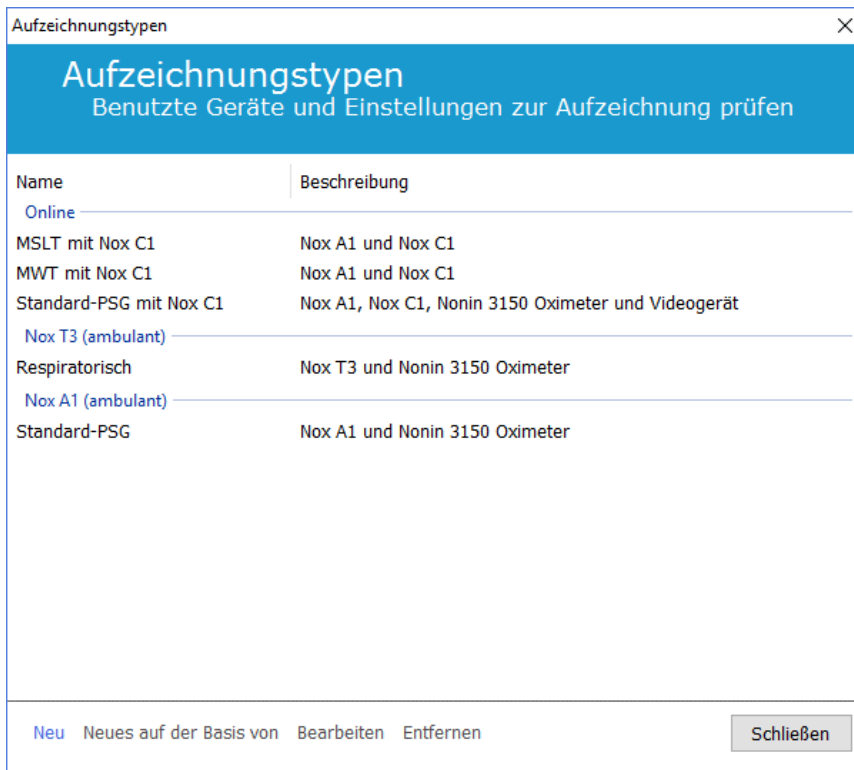 Aufzeichnungstypen
Aufzeichnungstypen
Benutzte Geräte und Einstellungen zur Aufzeichnung prüfen
Name Beschreibung
Online
MSLT mit Nox C1 Nox A1 und Nox C1
MWT mit Nox C1 Nox A1 und Nox C1
Standard-PSG mit Nox C1 Nox A1, Nox C1, Nonin 3150 Oximeter und Videogerät
Nox T3 (ambulant)
Respiratorisch Nox T3 und Nonin 3150 Oximeter
Nox A1 (ambulant)
Standard-PSG Nox A1 und Nonin 3150 Oximeter
Neu Neues auf der Basis von Bearbeiten Entfernen Schließen